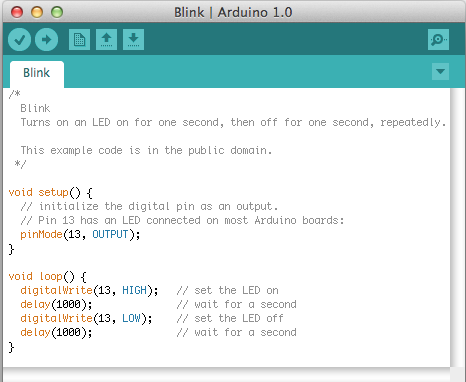 Blink | Arduino 1.0
Blink
/*
  Blink
  Turns on an LED on for one second, then off for one second, repeatedly.

  This example code is in the public domain.
 */

void setup() {
  // initialize the digital pin as an output.
  // Pin 13 has an LED connected on most Arduino boards:
  pinMode(13, OUTPUT);
}

void loop() {
  digitalWrite(13, HIGH);   // set the LED on
  delay(1000);              // wait for a second
  digitalWrite(13, LOW);    // set the LED off
  delay(1000);              // wait for a second
}